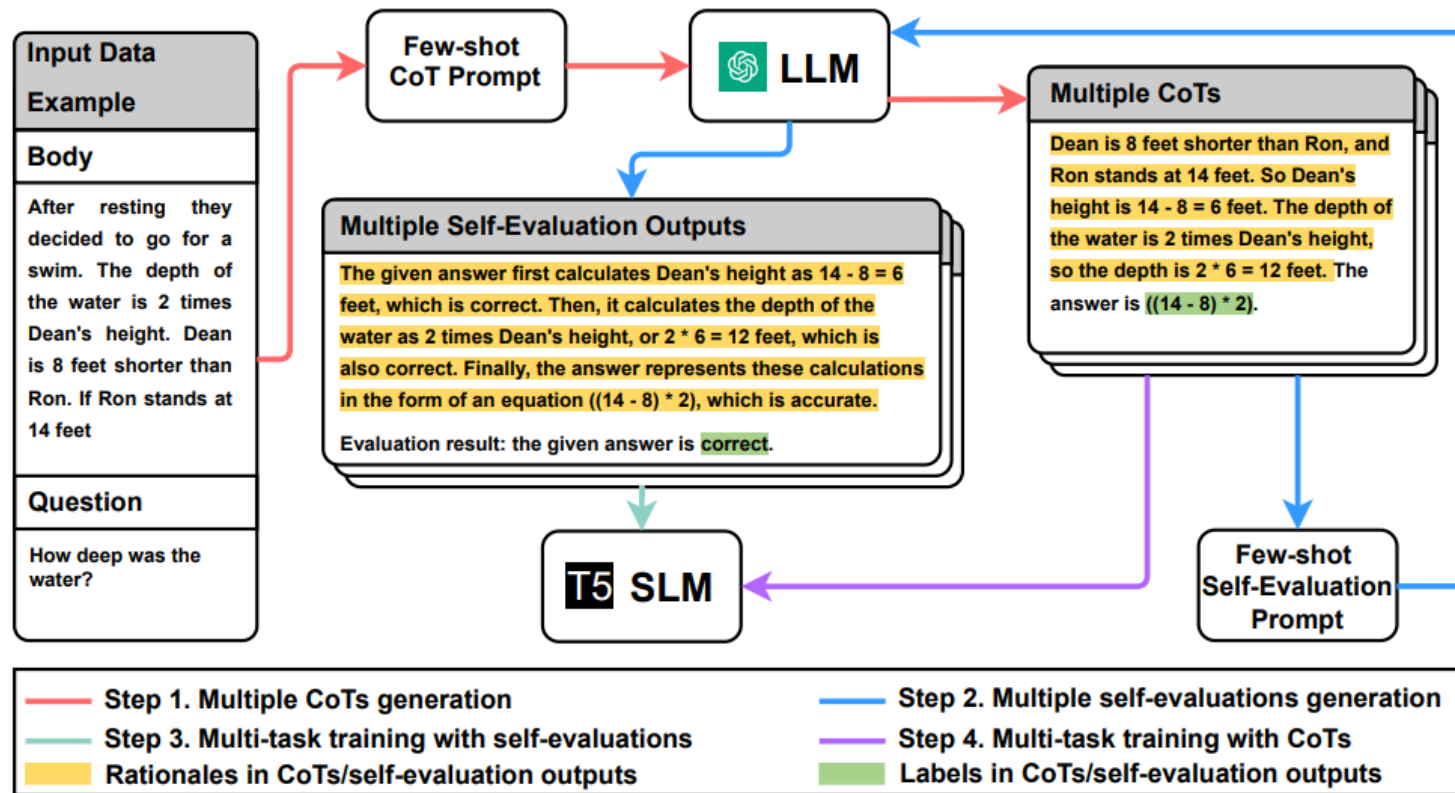 Input Data
Example
Body
After resting they
decided to go for a
swim. The depth of
the water is 2 times
Dean's height. Dean
is 8 feet shorter than
Ron. If Ron stands at
14 feet
Question
How deep was the
water?
Few-shot
CoT Prompt
LLM
Multiple CoTs
Dean is 8 feet shorter than Ron, and
Ron stands at 14 feet. So Dean's
height is 14 - 8 = 6 feet. The depth of
the water is 2 times Dean's height,
so the depth is 2 * 6 = 12 feet. The
answer is ((14 - 8) * 2).
Multiple Self-Evaluation Outputs
The given answer first calculates Dean's height as 14 - 8 = 6
feet, which is correct. Then, it calculates the depth of the
water as 2 times Dean's height, or 2 * 6 = 12 feet, which is
also correct. Finally, the answer represents these calculations
in the form of an equation ((14 - 8) * 2), which is accurate.
Evaluation result: the given answer is correct.
T5 SLM
Few-shot
Self-Evaluation
Prompt
Step 1. Multiple CoTs generation
Step 2. Multiple self-evaluations generation
Step 3. Multi-task training with self-evaluations
Step 4. Multi-task training with CoTs
Rationales in CoTs/self-evaluation outputs
Labels in CoTs/self-evaluation outputs